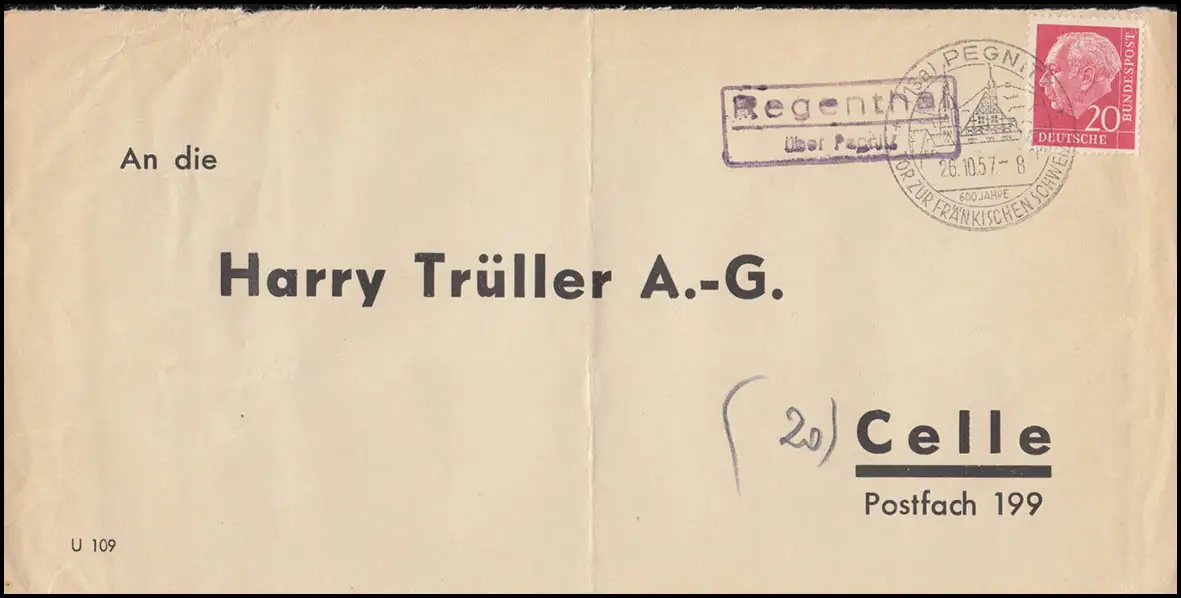 PEGNITZ
Regenthal
über Pegnitz
26.10.57.-8
600 JAHRE
TOR ZUR FRÄNKISCHEN SCHWEIZ
20
DEUTSCHE
BUNDESPOST
An die
Harry Trüller A.-G.
(20) Celle
Postfach 199
U 109